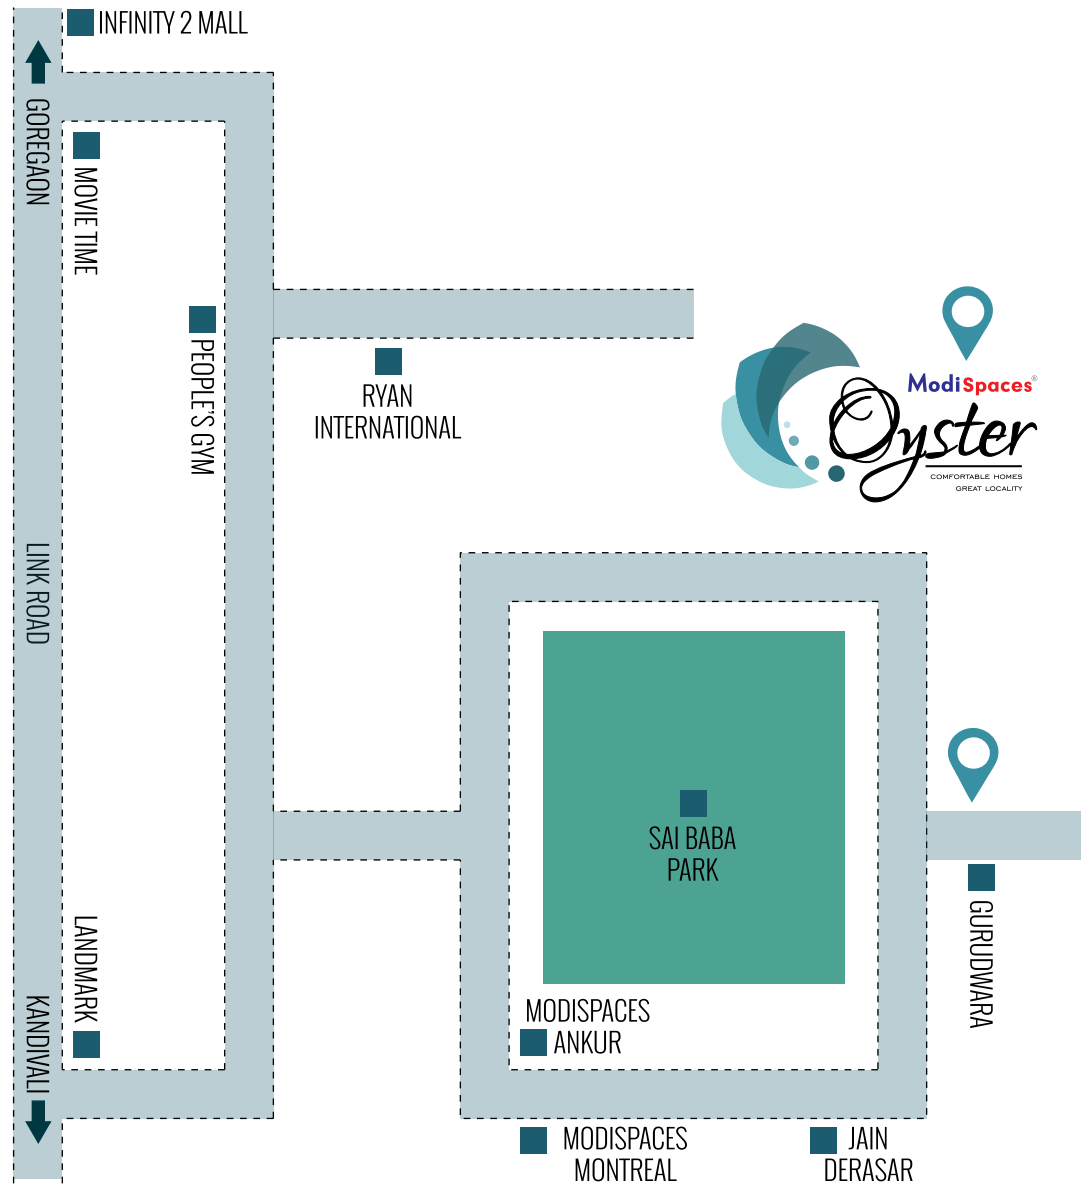 INFINITY 2 MALL
GOREGAON
MOVIE TIME
PEOPLE'S GYM
RYAN
INTERNATIONAL
ModiSpaces®
Oyster
COMFORTABLE HOMES
GREAT LOCALITY
LINK ROAD
SAI BABA
PARK
LANDMARK
GURUDWARA
KANDIVALI
MODISPACES
ANKUR
MODISPACES
MONTREAL
JAIN
DERASAR